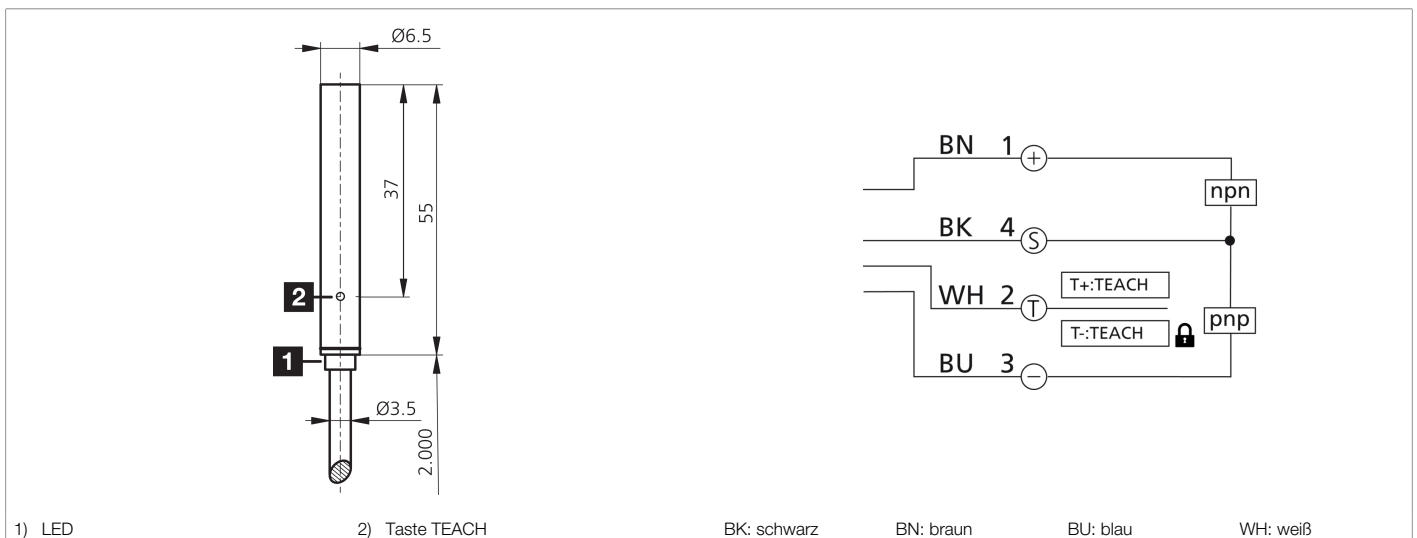 Ø6.5
37
55
2
1
Ø3.5
2.000
BN 1 +
npn
BK 4 S
T+:TEACH
WH 2 T
pnp
T-:TEACH
BU 3 −
1) LED 2) Taste TEACH BK: schwarz BN: braun BU: blau WH: weiß